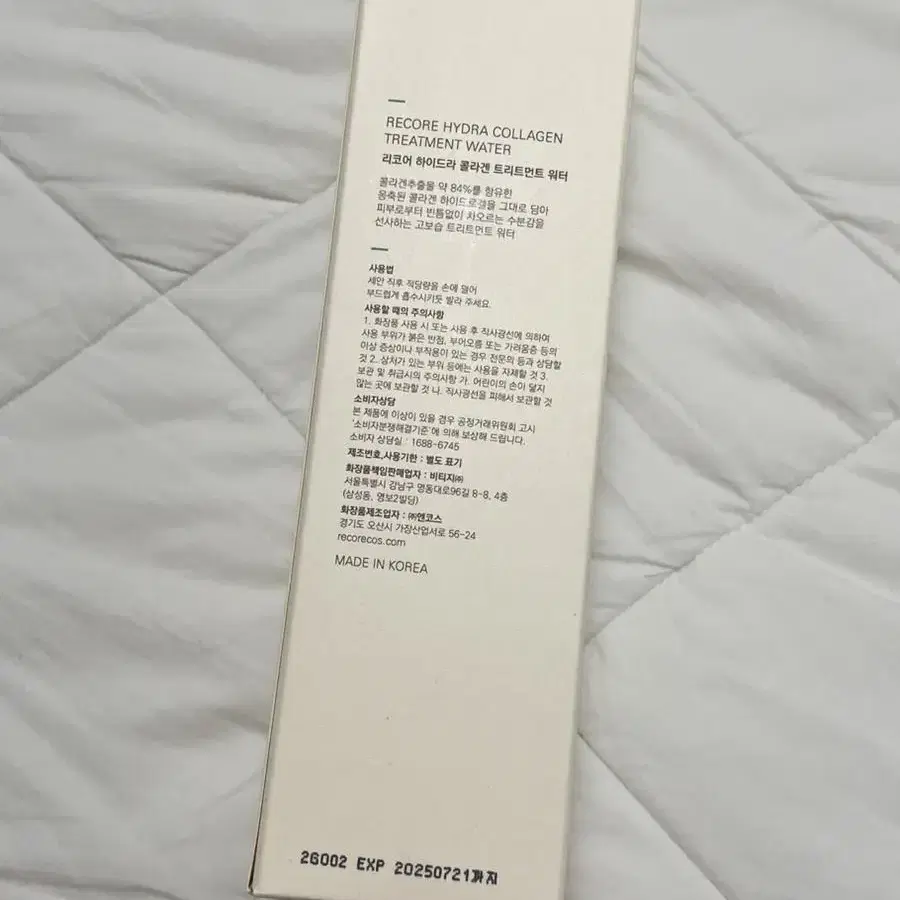 RECORE HYDRA COLLAGEN
TREATMENT WATER
리코어 하이드라 콜라겐 트리트먼트 워터
콜라겐추출물 약 84%를 함유한
응축된 콜라겐 하이드로겔을 그대로 담아
피부로부터 빈틈없이 차오르는 수분감을
선사하는 고보습 트리트먼트 워터
사용법
세안 직후 적당량을 손에 덜어
부드럽게 흡수시키듯 발라 주세요.
사용할 때의 주의사항
1. 화장품 사용 시 또는 사용 후 직사광선에 의하여
사용 부위가 붉은 반점, 부어오름 또는 가려움증 등의
이상 증상이나 부작용이 있는 경우 전문의 등과 상담할
것 2. 상처가 있는 부위 등에는 사용을 자제할 것 3.
보관 및 취급시의 주의사항 가. 어린이의 손이 닿지
않는 곳에 보관할 것 나. 직사광선을 피해서 보관할 것
소비자상담
본 제품에 이상이 있을 경우 공정거래위원회 고시
'소비자분쟁해결기준'에 의해 보상해 드립니다.
소비자 상담실 : 1688-6745
제조번호,사용기한 : 별도 표기
화장품책임판매업자 : 비티지㈜
서울특별시 강남구 영동대로96길 8-8, 4층
(삼성동, 영보2빌딩)
화장품제조업자 : ㈜엔코스
경기도 오산시 가장산업서로 56-24
recorecos.com
MADE IN KOREA
2G002 EXP 20250721까지